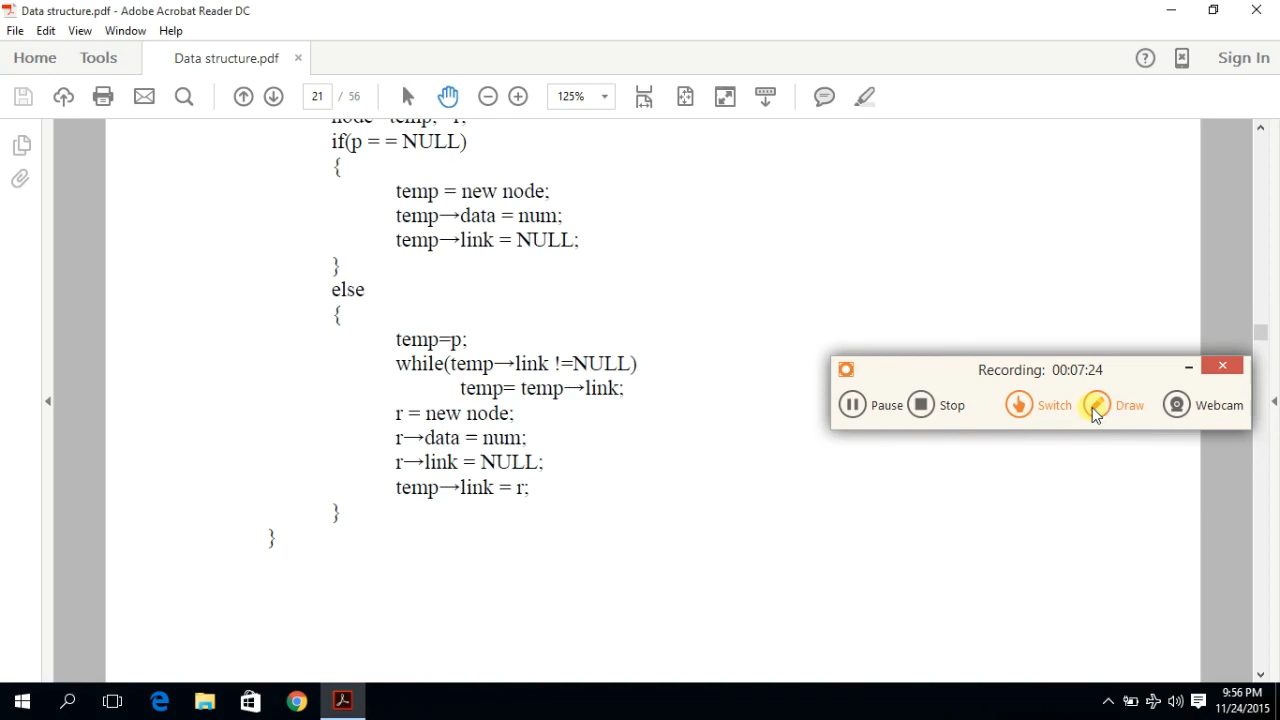 Data structure.pdf - Adobe Acrobat Reader DC
File Edit View Window Help
Home Tools Data structure.pdf × Sign In
21 / 56 125%
node *temp, *r;
if(p = = NULL)
{
temp = new node;
temp→data = num;
temp→link = NULL;
}
else
{
temp=p;
while(temp→link !=NULL)
temp= temp→link;
r = new node;
r→data = num;
r→link = NULL;
temp→link = r;
}
}
Recording: 00:07:24
Pause Stop Switch Draw Webcam
9:56 PM
11/24/2015